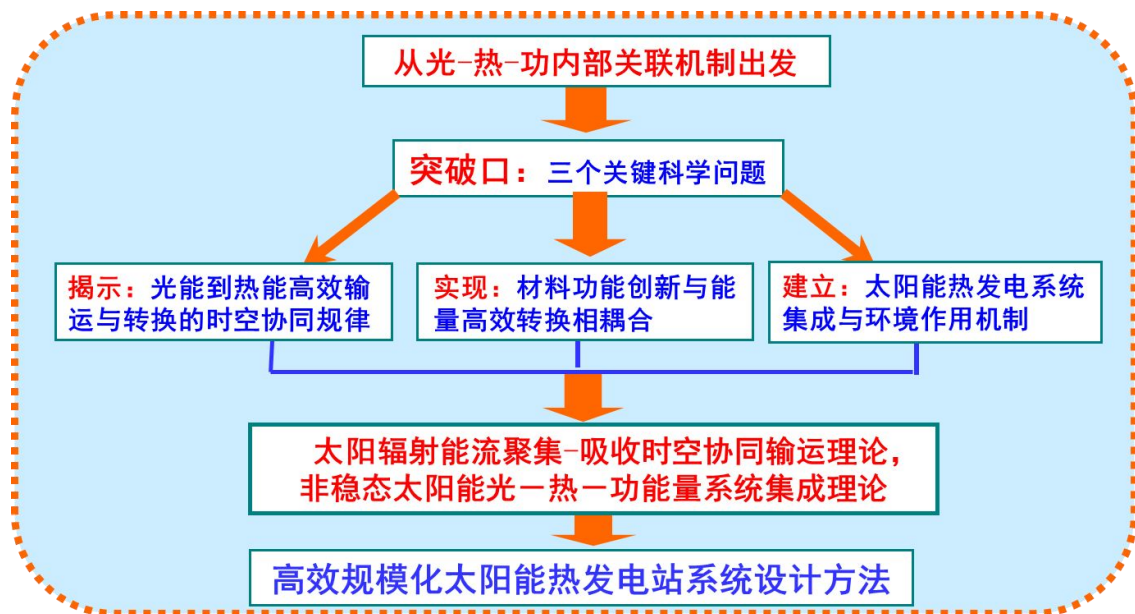 从光-热-功内部关联机制出发
突破口：三个关键科学问题
揭示：光能到热能高效输
运与转换的时空协同规律
实现：材料功能创新与能
量高效转换相耦合
建立：太阳能热发电系统
集成与环境作用机制
太阳辐射能流聚集-吸收时空协同输运理论，
非稳态太阳能光－热－功能量系统集成理论
高效规模化太阳能热发电站系统设计方法